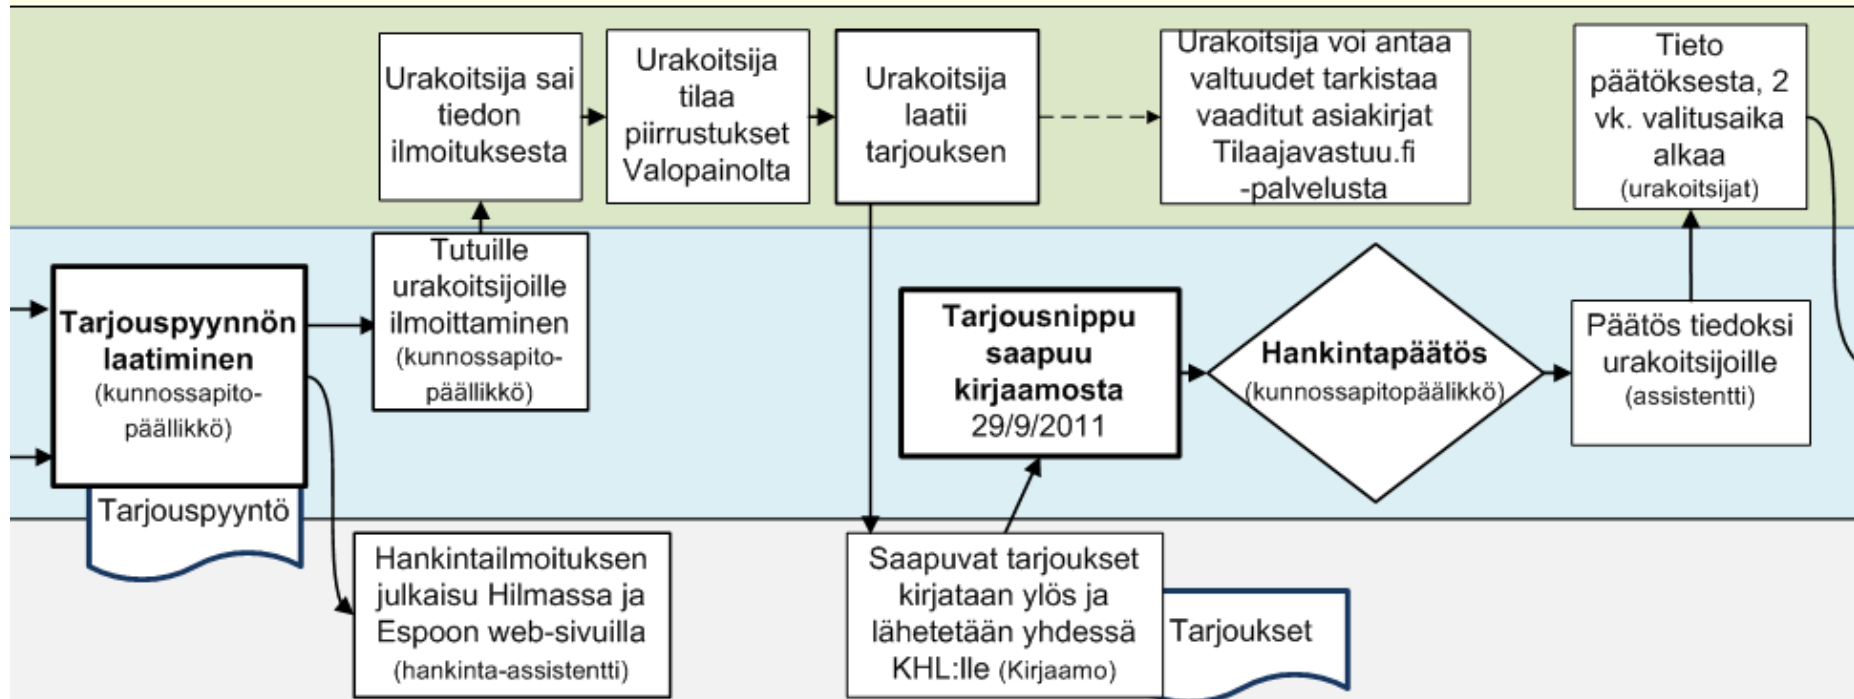 Urakoitsija sai
tiedon
ilmoituksesta
Urakoitsija
tilaa
piirrustukset
Valopainolta
Urakoitsija
laatii
tarjouksen
Urakoitsija voi antaa
valtuudet tarkistaa
vaaditut asiakirjat
Tilaajavastuu.fi
-palvelusta
Tieto
päätöksesta, 2
vk. valitusaika
alkaa
(urakoitsijat)
Tarjouspyynnön
laatiminen
(kunnossapito-
päällikkö)
Tarjouspyyntö
Tutuille
urakoitsijoille
ilmoittaminen
(kunnossapito-
päällikkö)
Tarjousnippu
saapuu
kirjaamosta
29/9/2011
Hankintapäätös
(kunnossapitopäälikkö)
Päätös tiedoksi
urakoitsijoille
(assistentti)
Hankintailmoituksen
julkaisu Hilmassa ja
Espoon web-sivuilla
(hankinta-assistentti)
Saapuvat tarjoukset
kirjataan ylös ja
lähetetään yhdessä
KHL:lle (Kirjaamo)
Tarjoukset